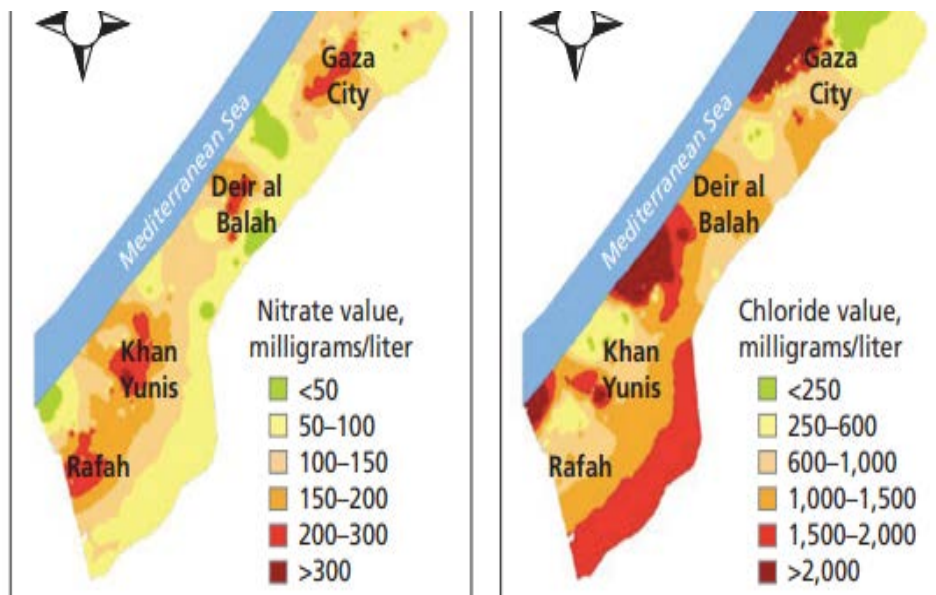 Gaza
City
Mediterranean Sea
Deir al
Balah
Khan
Yunis
Rafah
Nitrate value,
milligrams/liter
<50
50–100
100–150
150–200
200–300
>300
Gaza
City
Mediterranean Sea
Deir al
Balah
Khan
Yunis
Rafah
Chloride value,
milligrams/liter
<250
250–600
600–1,000
1,000–1,500
1,500–2,000
>2,000